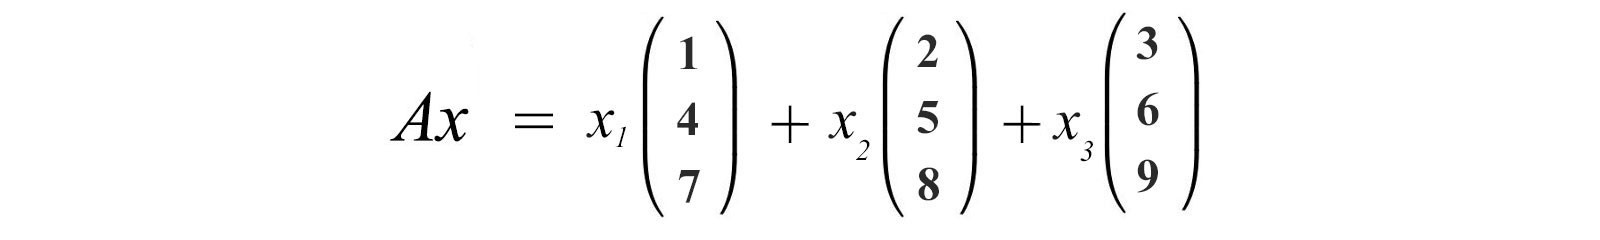 Ax = x₁ (1 4 7) + x₂ (2 5 8) + x₃ (3 6 9)